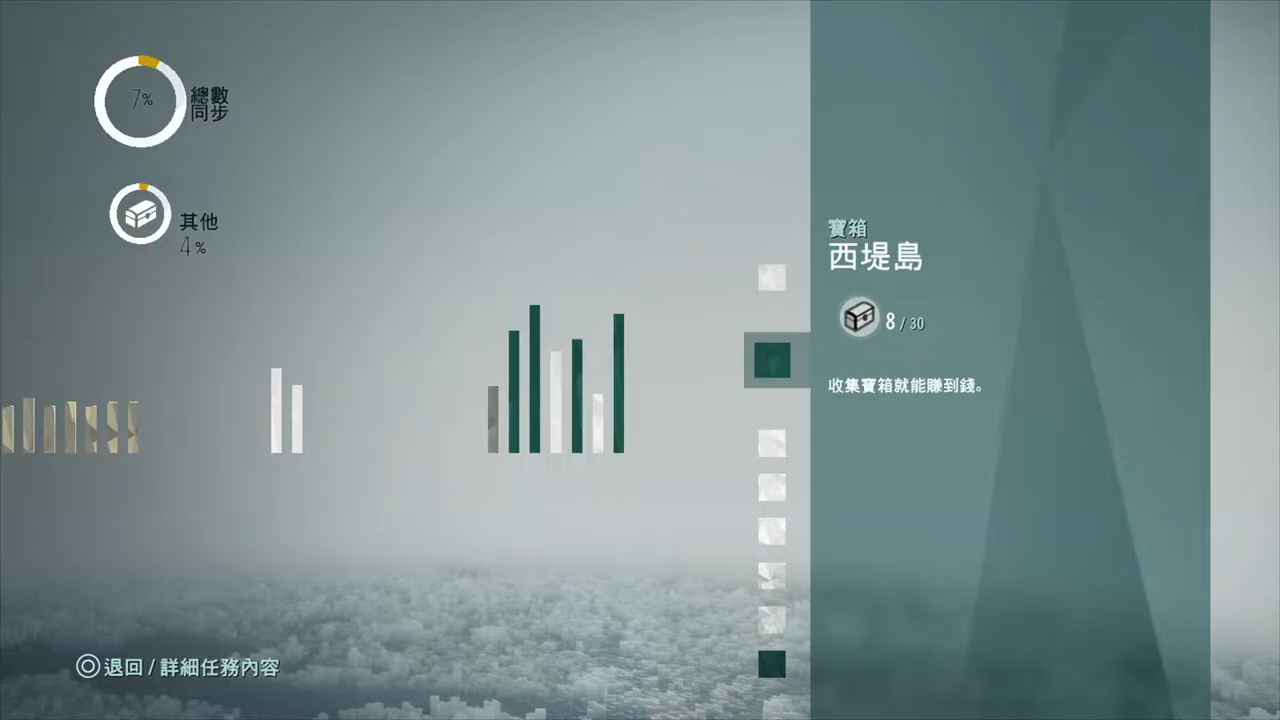 7%
總數
同步
其他
4%
寶箱
西堤島
8 / 30
收集寶箱就能賺到錢。
退回 / 詳細任務內容